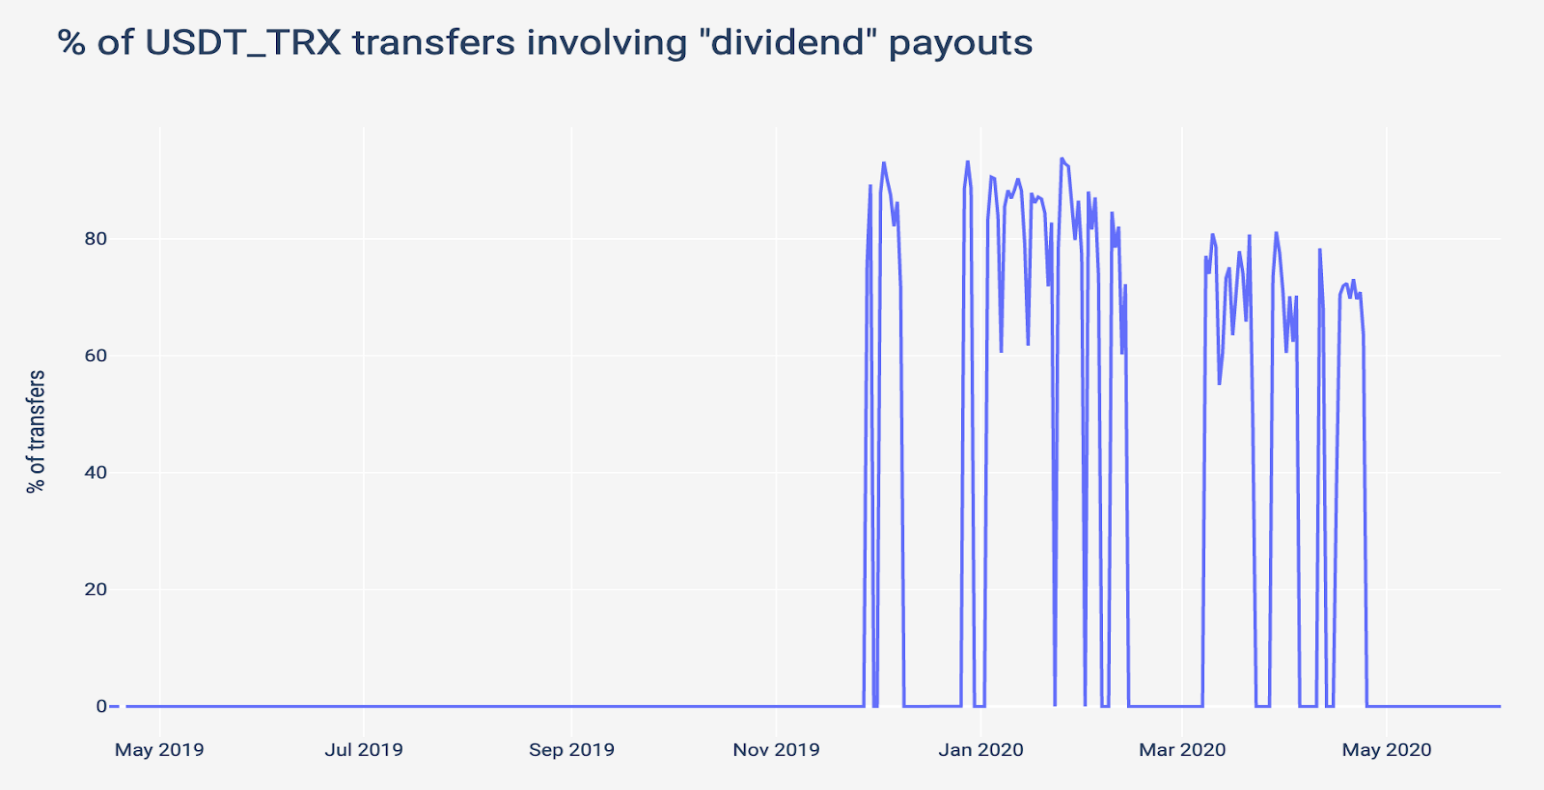 % of USDT_TRX transfers involving "dividend" payouts
% of transfers
80
60
40
20
0
May 2019
Jul 2019
Sep 2019
Nov 2019
Jan 2020
Mar 2020
May 2020